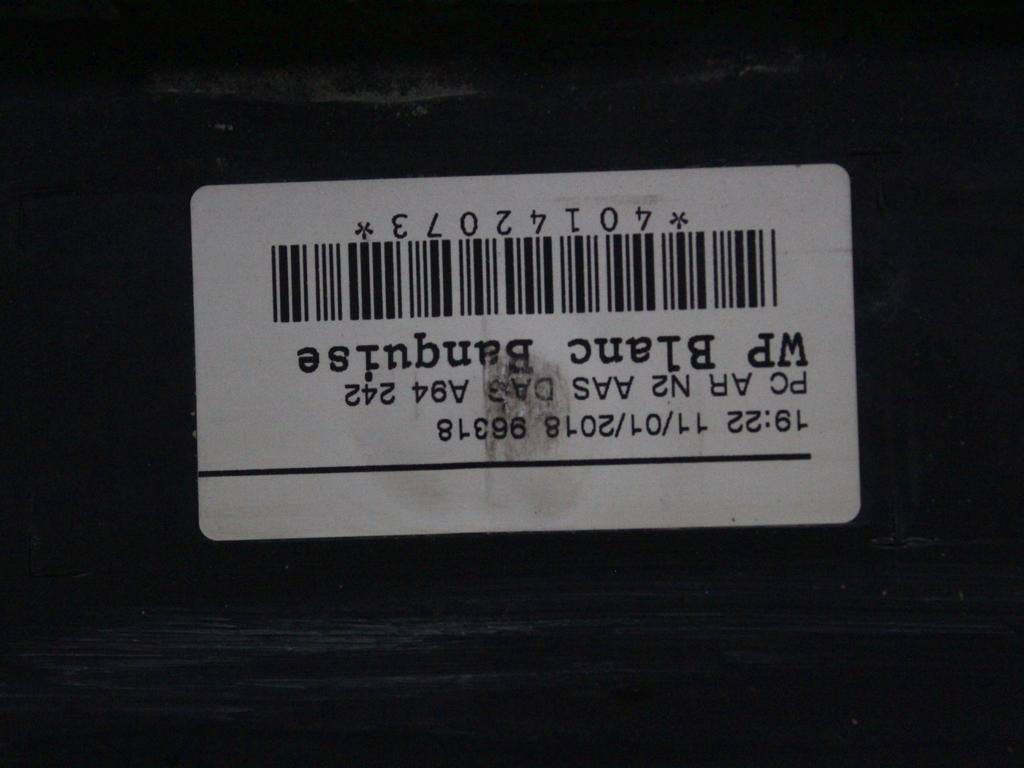 19:22 11/01/2018 96318
PC AR N2 AAS DA3 A94 242
WP Blanc Banquise
*40142073*